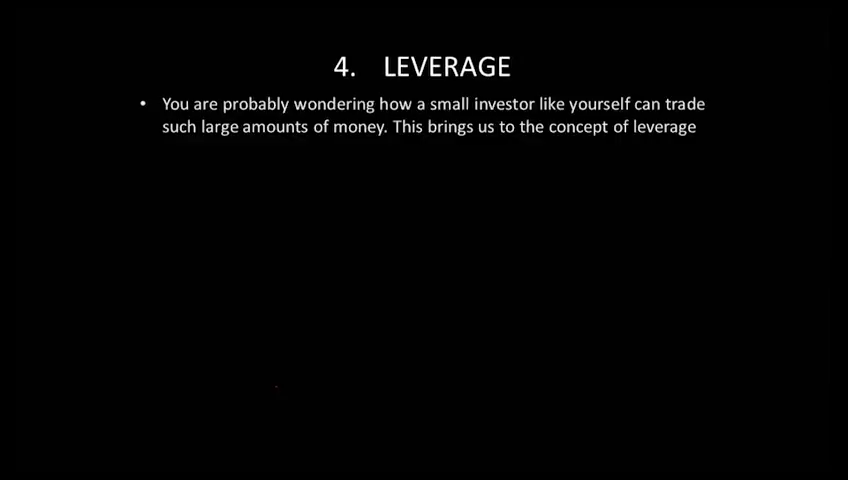 4. LEVERAGE
• You are probably wondering how a small investor like yourself can trade
such large amounts of money. This brings us to the concept of leverage